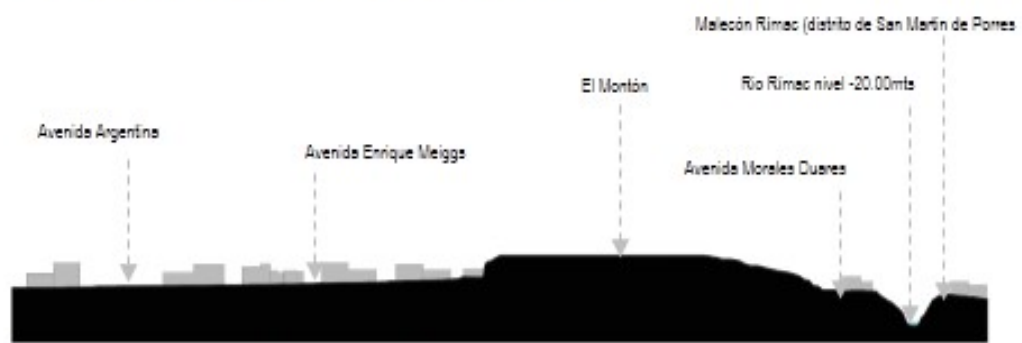 Malecón Rimac (distrito de San Martin de Porres
El Montón
Rio Rimac nivel -20.00mts
Avenida Argentina
Avenida Enrique Meiggs
Avenida Morales Duares